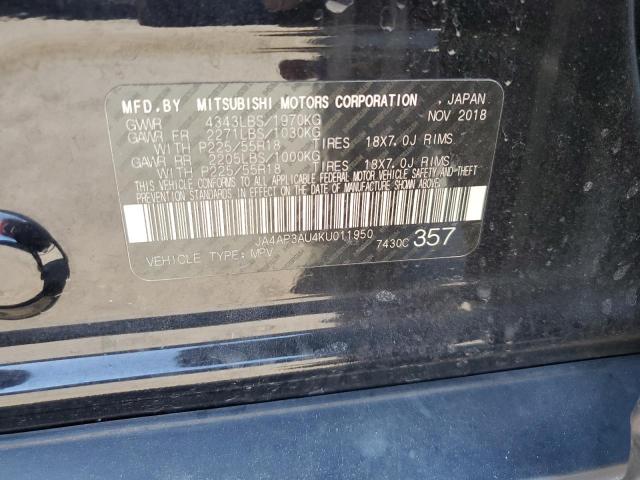 MFD. BY MITSUBISHI MOTORS CORPORATION , JAPAN
GVWR 4343LBS/1970KG NOV 2018
GAWR FR 2271LBS/1030KG
WITH P225/55R18 TIRES 18X7.0J RIMS
GAWR RR 2205LBS/1000KG
WITH P225/55R18 TIRES 18X7.0J RIMS
THIS VEHICLE CONFORMS TO ALL APPLICABLE FEDERAL MOTOR VEHICLE SAFETY AND THEFT
PREVENTION STANDARDS IN EFFECT ON THE DATE OF MANUFACTURE SHOWN ABOVE.
JA4AP3AU4KU011950
VEHICLE TYPE: MPV 7430C 357